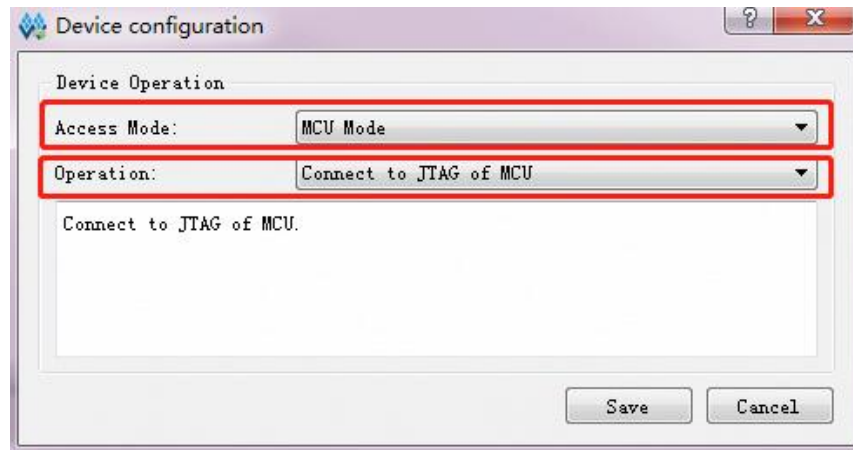 Device configuration
Device Operation
Access Mode: MCU Mode
Operation: Connect to JTAG of MCU
Connect to JTAG of MCU.
Save Cancel